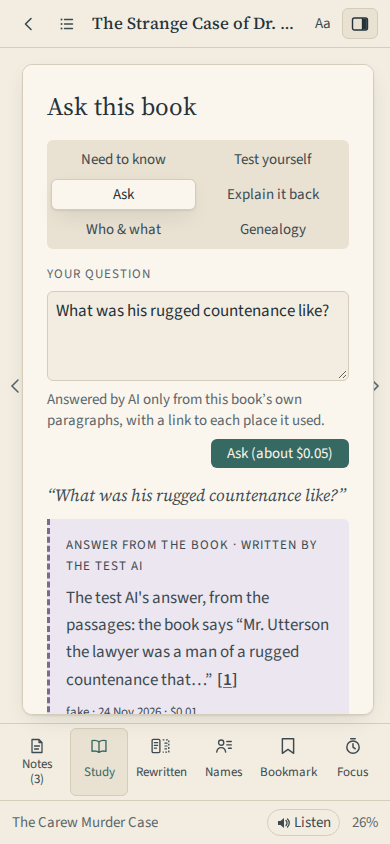 The Strange Case of Dr. ...
Aa
Ask this book
Need to know
Test yourself
Ask
Explain it back
Who & what
Genealogy
YOUR QUESTION
What was his rugged countenance like?
Answered by AI only from this book’s own
paragraphs, with a link to each place it used.
Ask (about $0.05)
“What was his rugged countenance like?”
ANSWER FROM THE BOOK · WRITTEN BY
THE TEST AI
The test AI's answer, from the
passages: the book says “Mr. Utterson
the lawyer was a man of a rugged
countenance that…” [1]
fake · 24 Nov 2026 · $0.01
Notes
(3)
Study
Rewritten
Names
Bookmark
Focus
The Carew Murder Case
Listen
26%